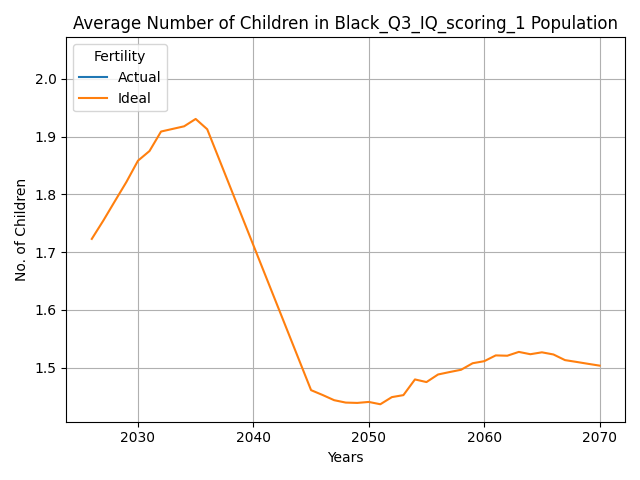 Average Number of Children in Black_Q3_IQ_scoring_1 Population
Fertility
Actual
Ideal
No. of Children
2.0
1.9
1.8
1.7
1.6
1.5
2030 2040 2050 2060 2070
Years